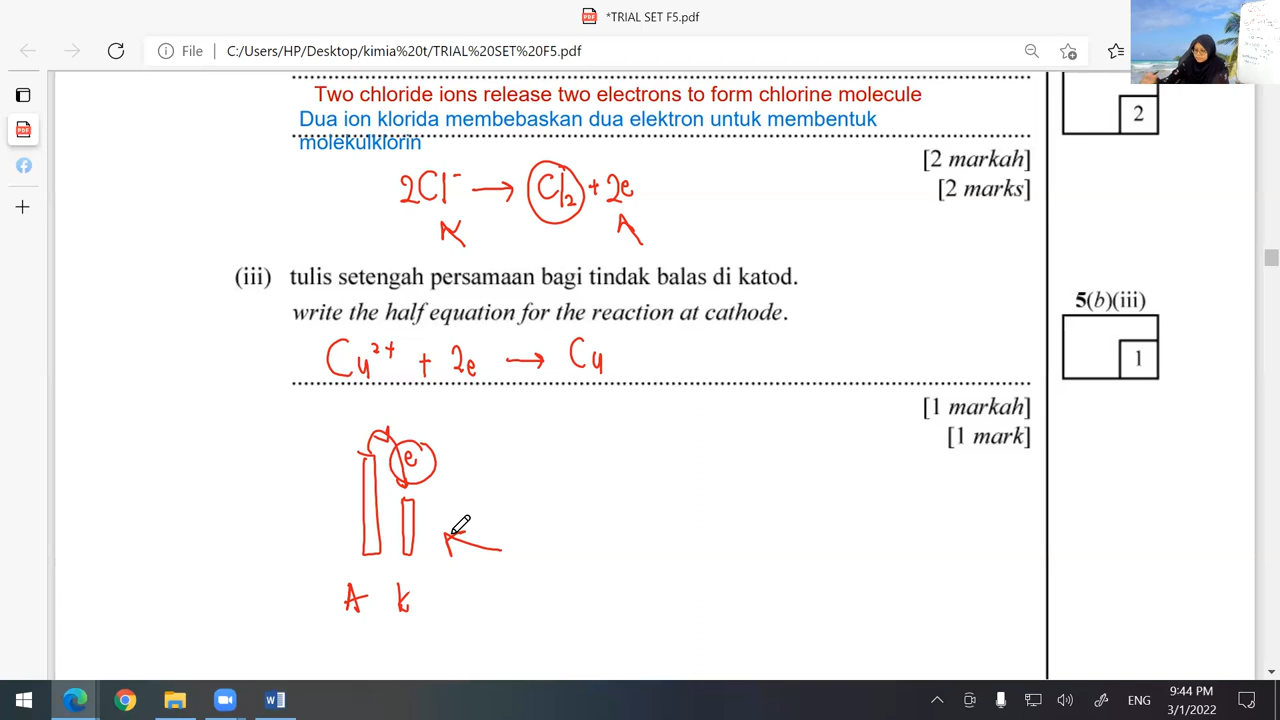 *TRIAL SET F5.pdf
File
C:/Users/HP/Desktop/kimia%20t/TRIAL%20SET%20F5.pdf
Two chloride ions release two electrons to form chlorine molecule
Dua ion klorida membebaskan dua elektron untuk membentuk
molekulklorin
2
[2 markah]
[2 marks]
2Cl⁻ → Cl₂ + 2e
(iii) tulis setengah persamaan bagi tindak balas di katod.
write the half equation for the reaction at cathode.
5(b)(iii)
Cu²⁺ + 2e → Cu
1
[1 markah]
[1 mark]
e
A k
ENG
9:44 PM
3/1/2022